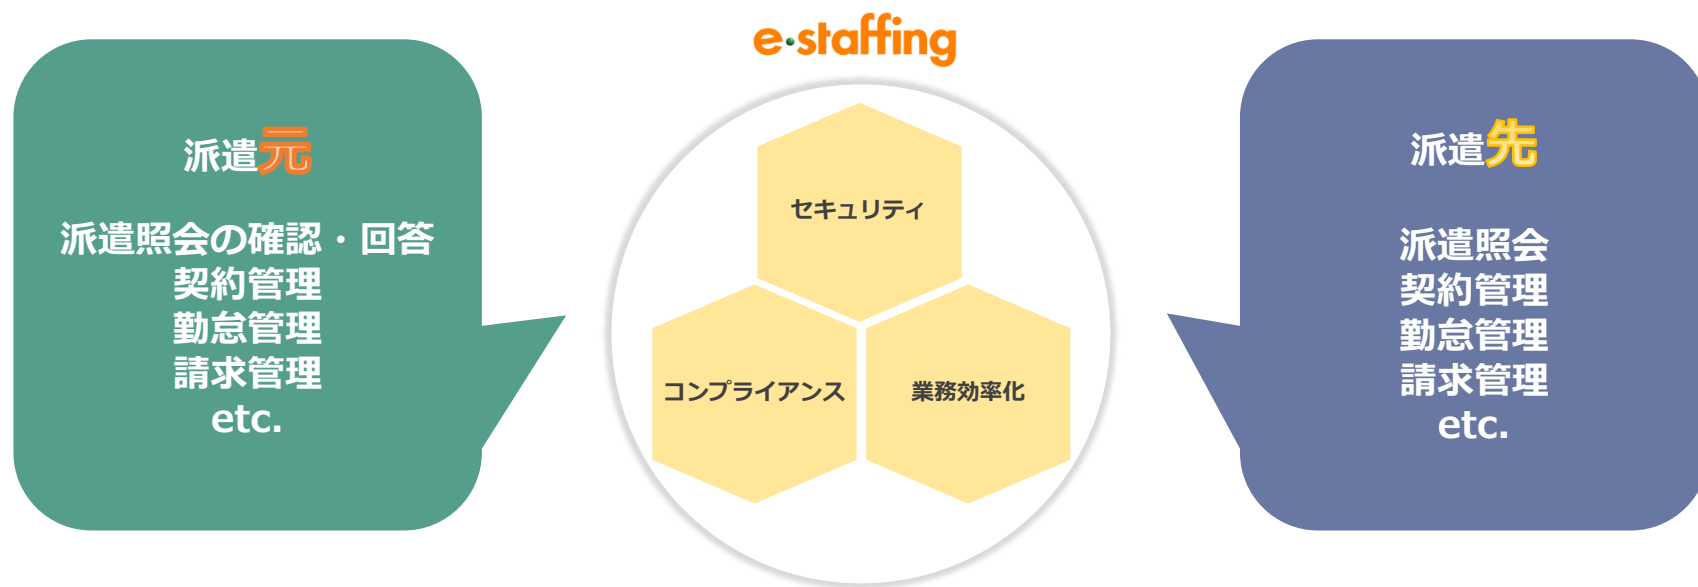 e-staffing
派遣元
派遣照会の確認・回答
契約管理
勤怠管理
請求管理
etc.
セキュリティ
コンプライアンス
業務効率化
派遣先
派遣照会
契約管理
勤怠管理
請求管理
etc.